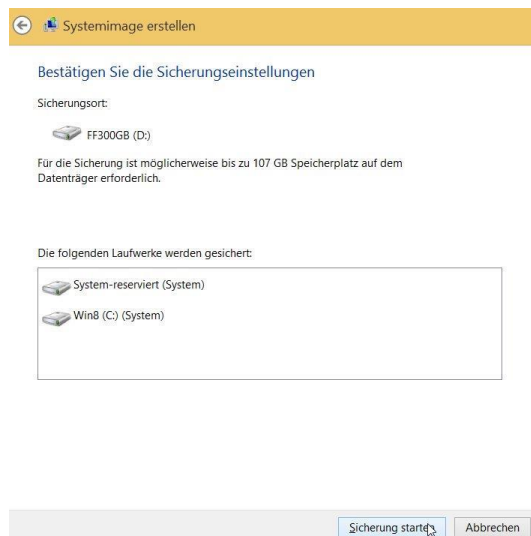 Systemimage erstellen
Bestätigen Sie die Sicherungseinstellungen
Sicherungsort:
FF300GB (D:)
Für die Sicherung ist möglicherweise bis zu 107 GB Speicherplatz auf dem
Datenträger erforderlich.
Die folgenden Laufwerke werden gesichert:
System-reserviert (System)
Win8 (C:) (System)
Sicherung starten
Abbrechen